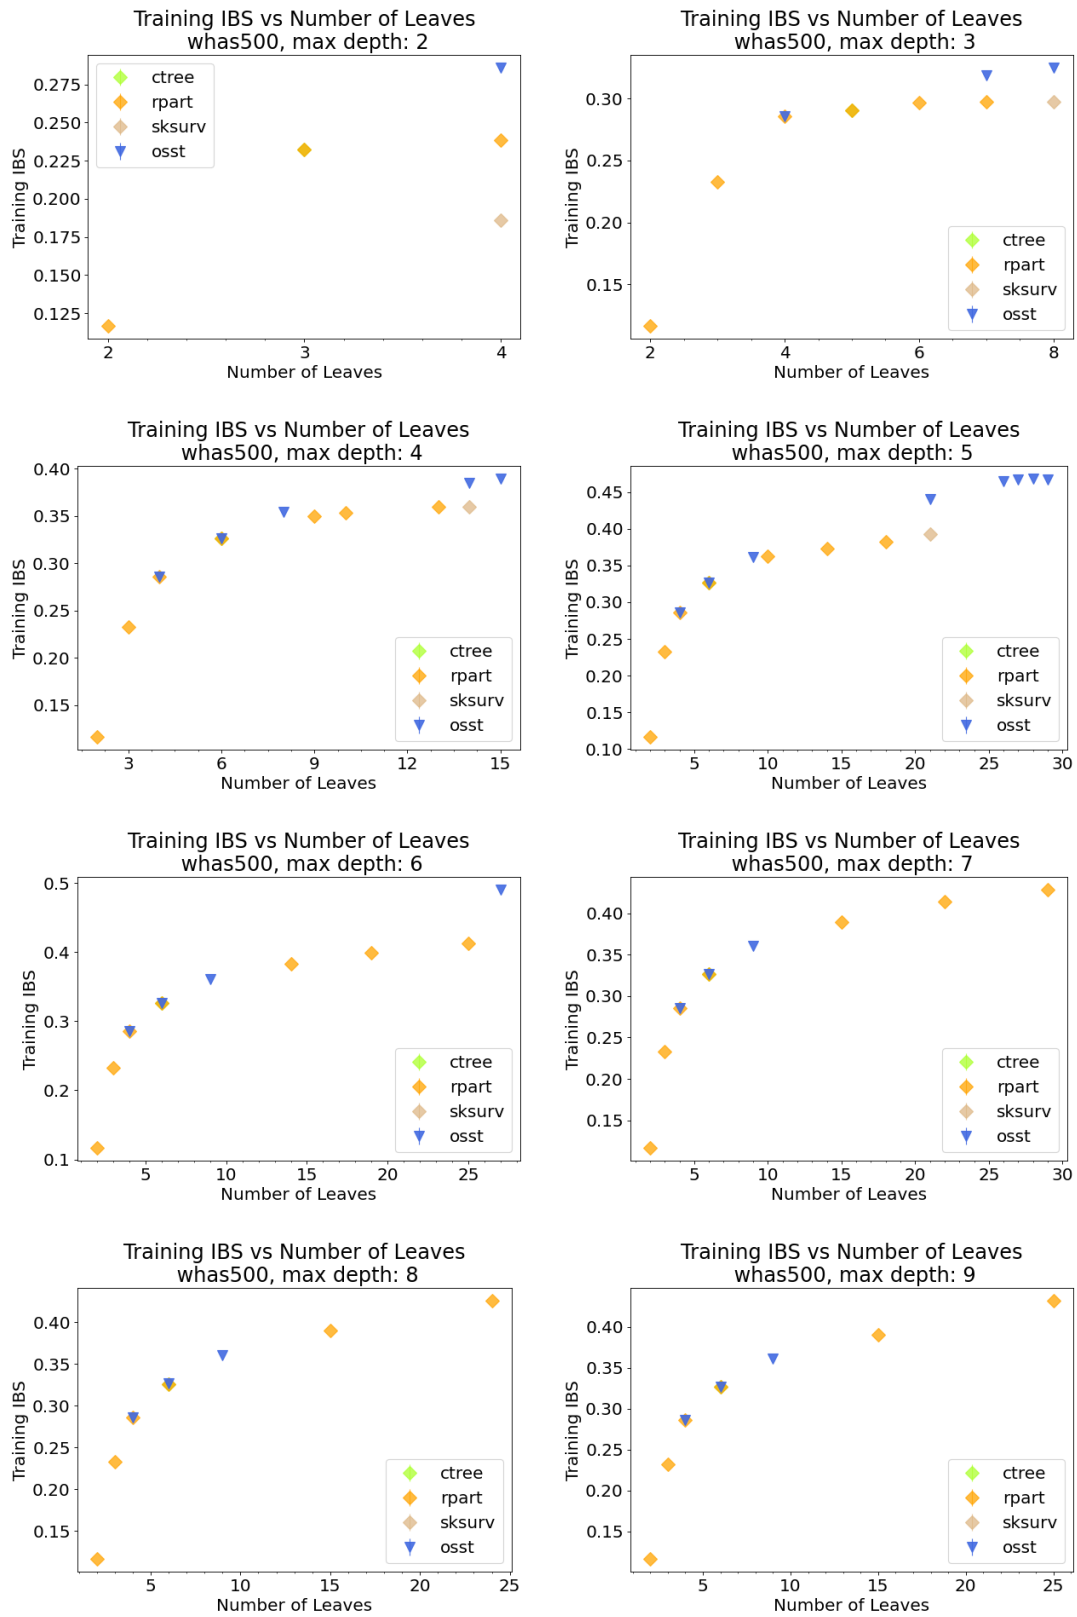 Training IBS vs Number of Leaves
whas500, max depth: 2
Training IBS
0.275
0.250
0.225
0.200
0.175
0.150
0.125
ctree
rpart
sksurv
osst
2
3
4
Number of Leaves
Training IBS vs Number of Leaves
whas500, max depth: 3
Training IBS
0.30
0.25
0.20
0.15
ctree
rpart
sksurv
osst
2
4
6
8
Number of Leaves
Training IBS vs Number of Leaves
whas500, max depth: 4
Training IBS
0.40
0.35
0.30
0.25
0.20
0.15
ctree
rpart
sksurv
osst
3
6
9
12
15
Number of Leaves
Training IBS vs Number of Leaves
whas500, max depth: 5
Training IBS
0.45
0.40
0.35
0.30
0.25
0.20
0.15
0.10
ctree
rpart
sksurv
osst
5
10
15
20
25
30
Number of Leaves
Training IBS vs Number of Leaves
whas500, max depth: 6
Training IBS
0.5
0.4
0.3
0.2
0.1
ctree
rpart
sksurv
osst
5
10
15
20
25
Number of Leaves
Training IBS vs Number of Leaves
whas500, max depth: 7
Training IBS
0.40
0.35
0.30
0.25
0.20
0.15
ctree
rpart
sksurv
osst
5
10
15
20
25
30
Number of Leaves
Training IBS vs Number of Leaves
whas500, max depth: 8
Training IBS
0.40
0.35
0.30
0.25
0.20
0.15
ctree
rpart
sksurv
osst
5
10
15
20
25
Number of Leaves
Training IBS vs Number of Leaves
whas500, max depth: 9
Training IBS
0.40
0.35
0.30
0.25
0.20
0.15
ctree
rpart
sksurv
osst
5
10
15
20
25
Number of Leaves